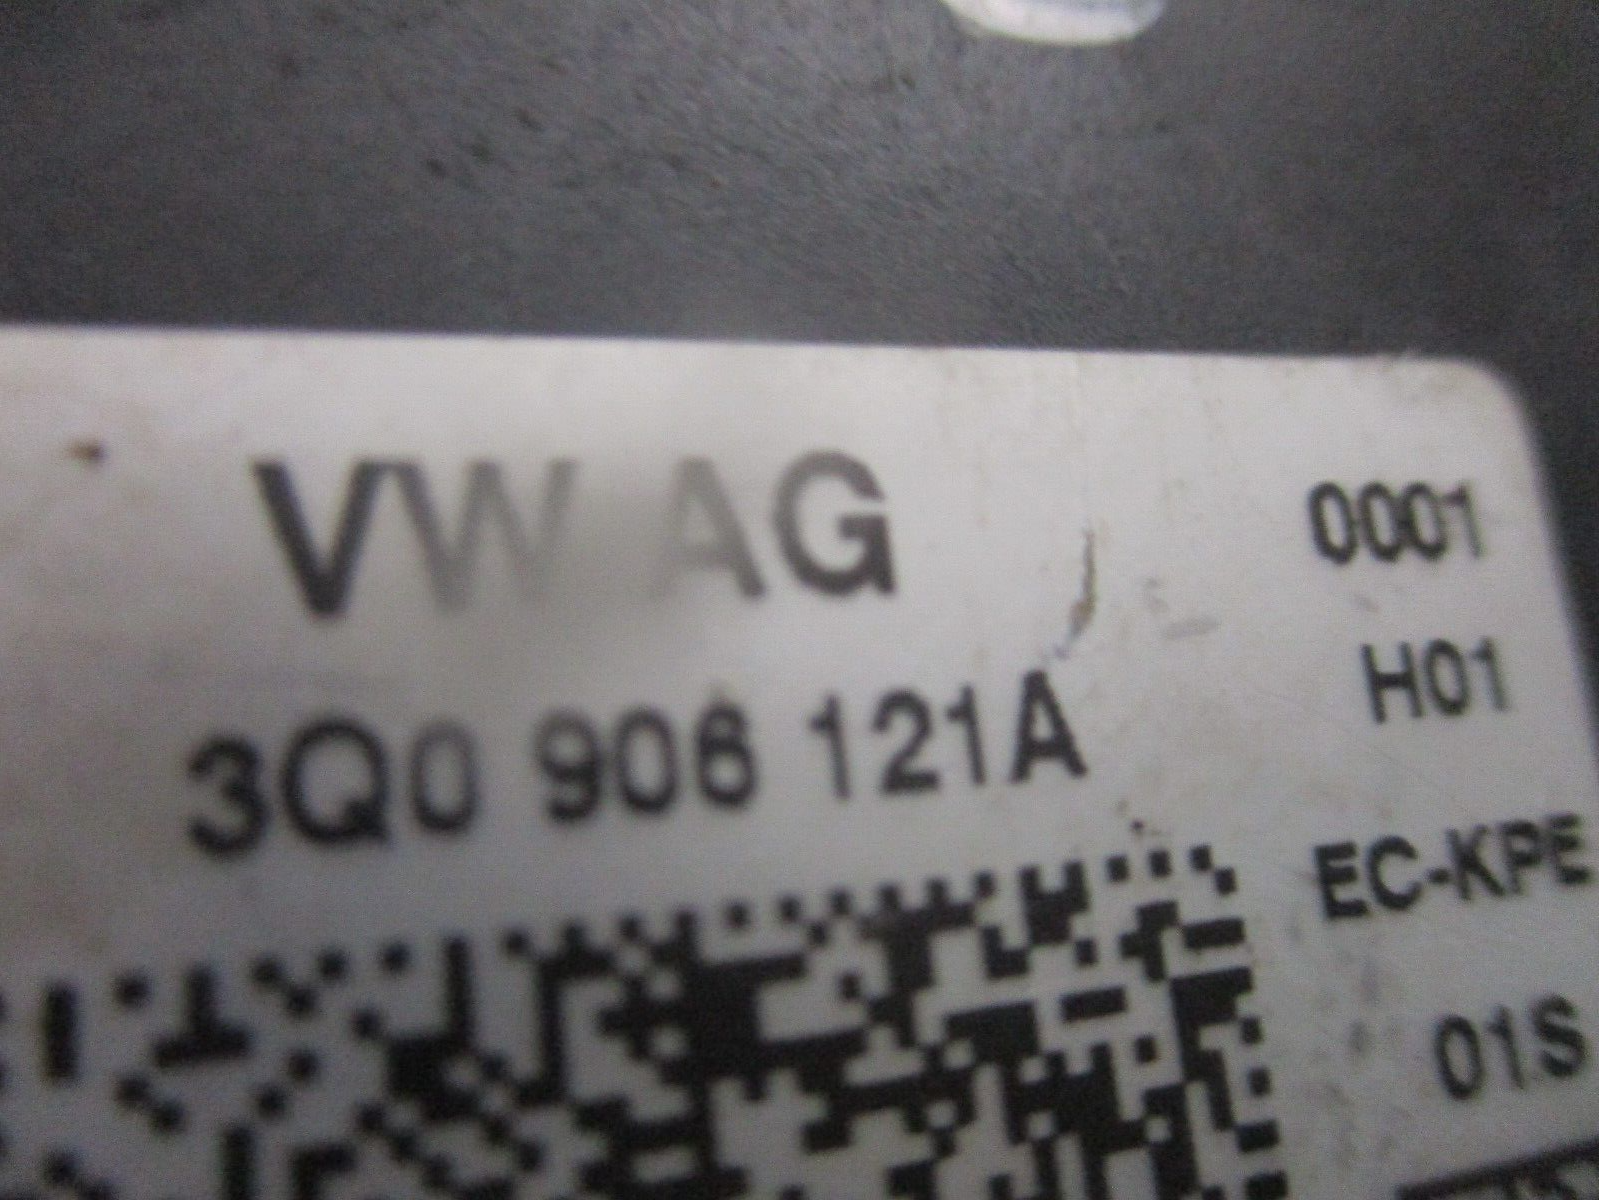 VW AG
0001
H01
3Q0 906 121A
EC-KPE
01S